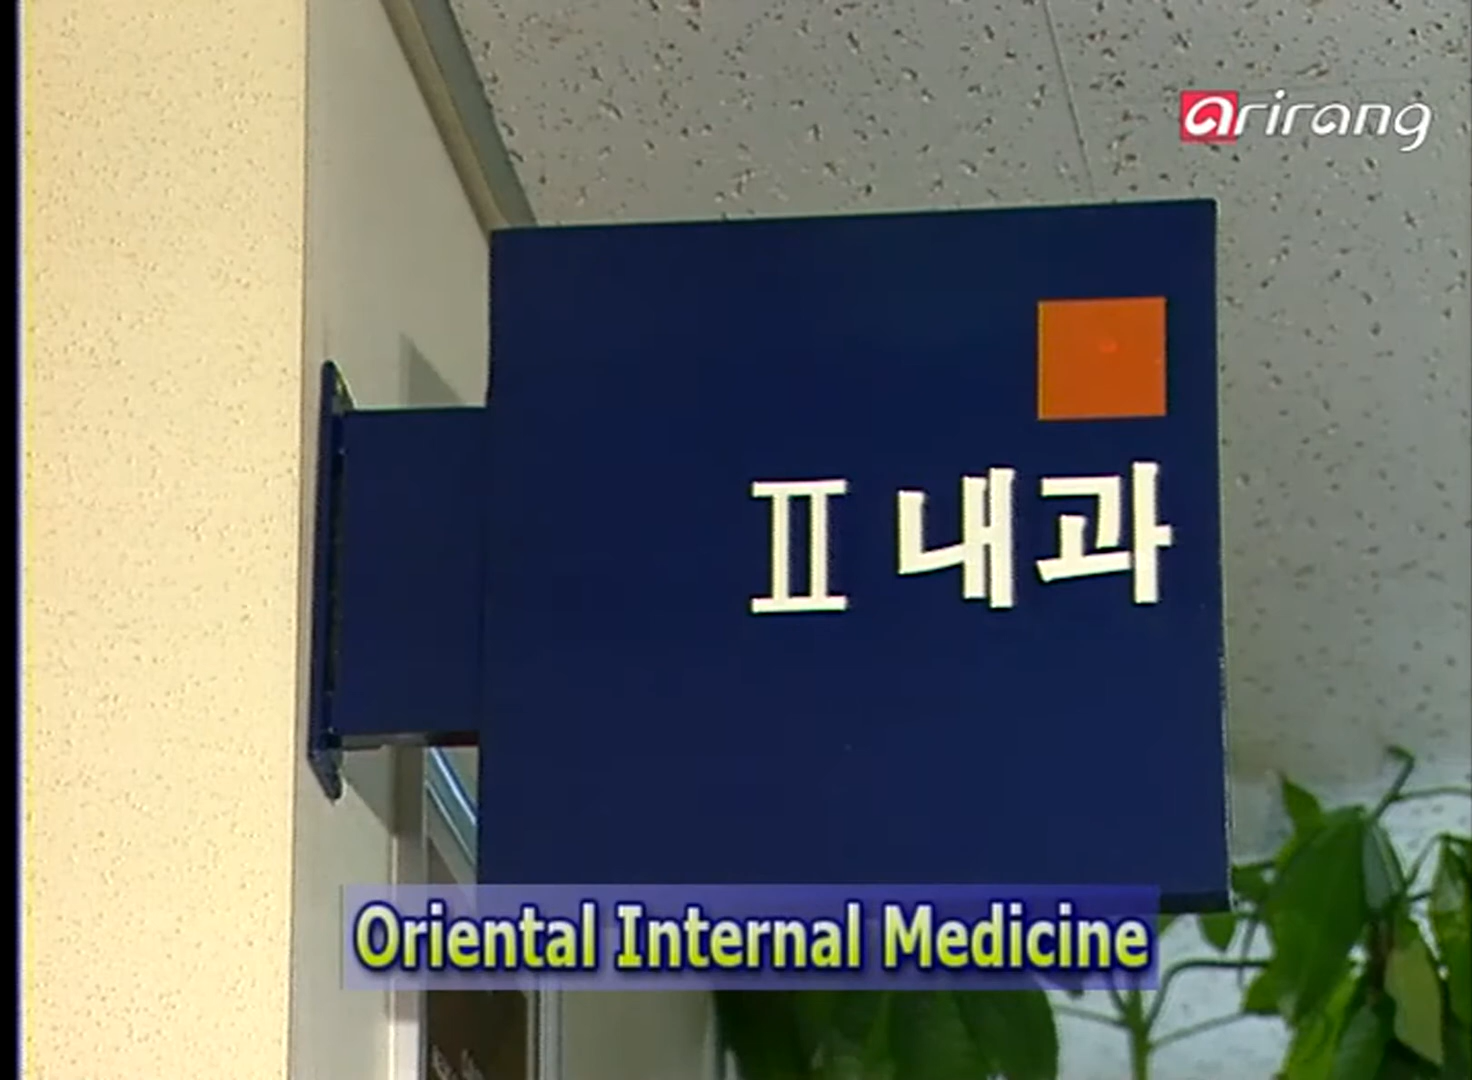 arirang
Ⅱ 내과
Oriental Internal Medicine